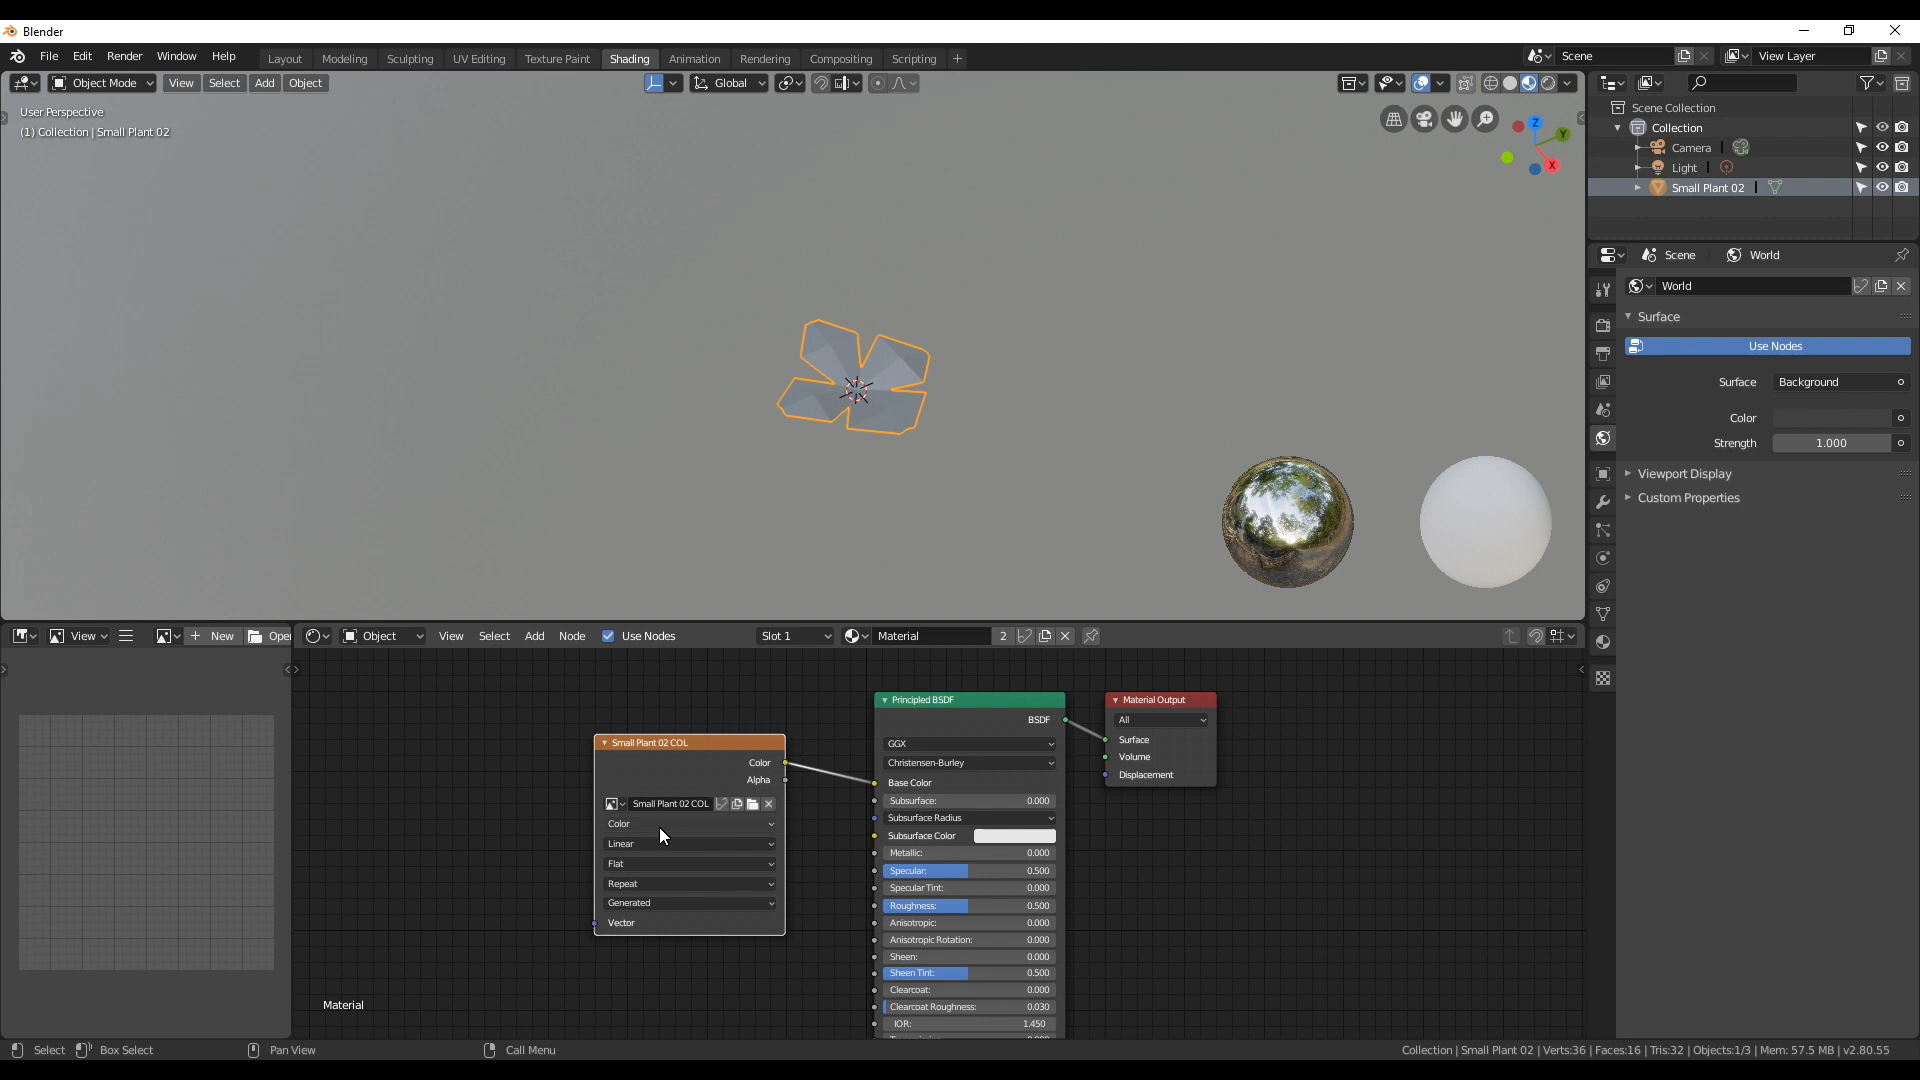 Blender
File Edit Render Window Help Layout Modeling Sculpting UV Editing Texture Paint Shading Animation Rendering Compositing Scripting + Scene View Layer
Object Mode View Select Add Object Global
User Perspective
(1) Collection | Small Plant 02
Z
Y
X
Scene Collection
Collection
Camera
Light
Small Plant 02
Scene World
World
Surface
Use Nodes
Surface Background
Color
Strength 1.000
Viewport Display
Custom Properties
View + New Open
Object View Select Add Node Use Nodes Slot 1 Material 2
Small Plant 02 COL
Color
Alpha
Small Plant 02 COL
Color
Linear
Flat
Repeat
Generated
Vector
Principled BSDF
BSDF
GGX
Christensen-Burley
Base Color
Subsurface: 0.000
Subsurface Radius
Subsurface Color
Metallic: 0.000
Specular: 0.500
Specular Tint: 0.000
Roughness: 0.500
Anisotropic: 0.000
Anisotropic Rotation: 0.000
Sheen: 0.000
Sheen Tint: 0.500
Clearcoat: 0.000
Clearcoat Roughness: 0.030
IOR: 1.450
Material Output
All
Surface
Volume
Displacement
Material
Select Box Select Pan View Call Menu Collection | Small Plant 02 | Verts:36 | Faces:16 | Tris:32 | Objects:1/3 | Mem: 57.5 MB | v2.80.55